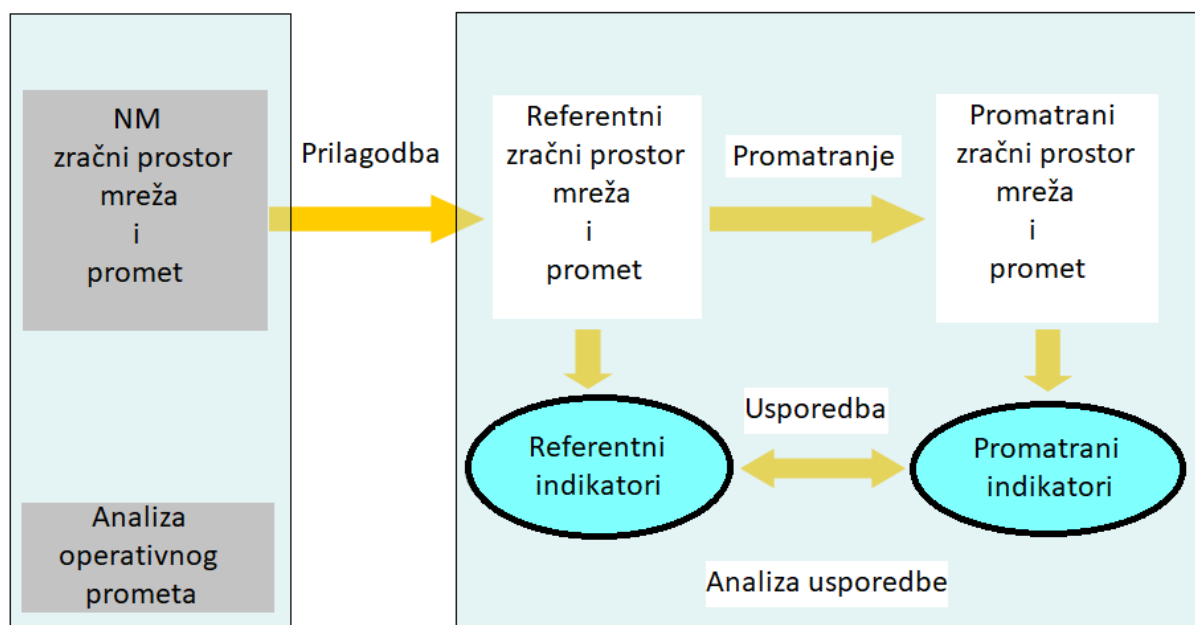 NM
zračni prostor
mreža
i
promet
Analiza
operativnog
prometa
Prilagodba
Referentni
zračni prostor
mreža
i
promet
Promatranje
Promatrani
zračni prostor
mreža
i
promet
Referentni
indikatori
Usporedba
Promatrani
indikatori
Analiza usporedbe